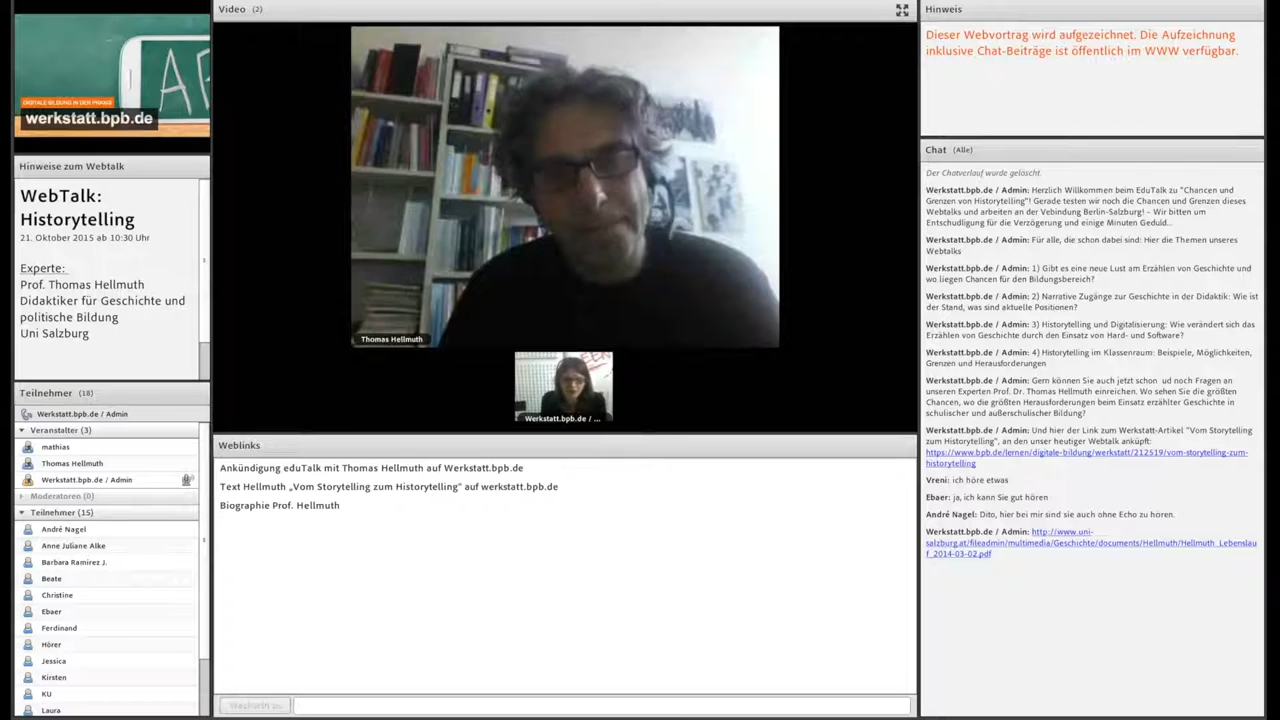 DIGITALE BILDUNG IN DER PRAXIS
werkstatt.bpb.de
Hinweise zum Webtalk
WebTalk:
Historytelling
21. Oktober 2015 ab 10:30 Uhr
Experte:
Prof. Thomas Hellmuth
Didaktiker für Geschichte und
politische Bildung
Uni Salzburg
Teilnehmer (18)
Werkstatt.bpb.de / Admin
Veranstalter (3)
mathias
Thomas Hellmuth
Werkstatt.bpb.de / Admin
Moderatoren (0)
Teilnehmer (15)
André Nagel
Anne Juliane Alke
Barbara Ramirez J.
Beate
Christine
Ebaer
Ferdinand
Hörer
Jessica
Kirsten
KU
Laura
Video (2)
Thomas Hellmuth
Werkstatt.bpb.de / ...
Weblinks
Ankündigung eduTalk mit Thomas Hellmuth auf Werkstatt.bpb.de
Text Hellmuth „Vom Storytelling zum Historytelling" auf werkstatt.bpb.de
Biographie Prof. Hellmuth
Hinweis
Dieser Webvortrag wird aufgezeichnet. Die Aufzeichnung
inklusive Chat-Beiträge ist öffentlich im WWW verfügbar.
Chat (Alle)
Der Chatverlauf wurde gelöscht.
Werkstatt.bpb.de / Admin: Herzlich Willkommen beim EduTalk zu "Chancen und
Grenzen von Historytelling"! Gerade testen wir noch die Chancen und Grenzen dieses
Webtalks und arbeiten an der Vebindung Berlin-Salzburg! - Wir bitten um
Entschudligung für die Verzögerung und einige Minuten Geduld...
Werkstatt.bpb.de / Admin: Für alle, die schon dabei sind: Hier die Themen unseres
Webtalks
Werkstatt.bpb.de / Admin: 1) Gibt es eine neue Lust am Erzählen von Geschichte und
wo liegen Chancen für den Bildungsbereich?
Werkstatt.bpb.de / Admin: 2) Narrative Zugänge zur Geschichte in der Didaktik: Wie ist
der Stand, was sind aktuelle Positionen?
Werkstatt.bpb.de / Admin: 3) Historytelling und Digitalisierung: Wie verändert sich das
Erzählen von Geschichte durch den Einsatz von Hard- und Software?
Werkstatt.bpb.de / Admin: 4) Historytelling im Klassenraum: Beispiele, Möglichkeiten,
Grenzen und Herausforderungen
Werkstatt.bpb.de / Admin: Gern können Sie auch jetzt schon ud noch Fragen an
unseren Experten Prof. Dr. Thomas Hellmuth einreichen. Wo sehen Sie die größten
Chancen, wo die größten Herausforderungen beim Einsatz erzählter Geschichte in
schulischer und außerschulischer Bildung?
Werkstatt.bpb.de / Admin: Und hier der Link zum Werkstatt-Artikel "Vom Storytelling
zum Historytelling", an den unser heutiger Webtalk anküpft:
https://www.bpb.de/lernen/digitale-bildung/werkstatt/212519/vom-storytelling-zum-
historytelling
Vreni: ich höre etwas
Ebaer: ja, ich kann Sie gut hören
André Nagel: Dito, hier bei mir sind sie auch ohne Echo zu hören.
Werkstatt.bpb.de / Admin: http://www.uni-
salzburg.at/fileadmin/multimedia/Geschichte/documents/Hellmuth/Hellmuth_Lebenslau
f_2014-03-02.pdf